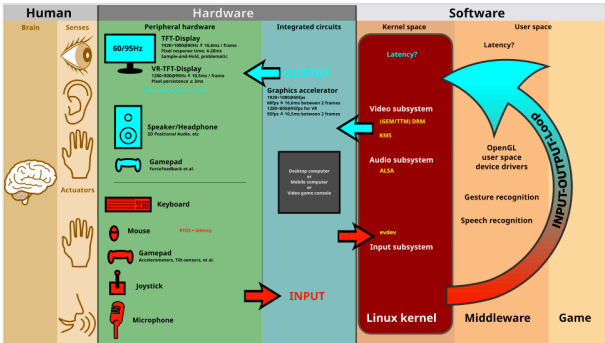 Human
Hardware
Software
Brain
Senses
Peripheral hardware
Integrated circuits
Kernel space
User space
60/95Hz
TFT-Display
1920×1080@60Hz ≙ 16,6ms / frame
Pixel response time: 4-20ms
Sample-and-Hold, problematic
VR-TFT-Display
1280×800@95Hz ≙ 10,5ms / frame
Pixel persistence ≤ 3ms
OUTPUT
Graphics accelerator
1920×1080@60fps
60fps ≙ 16,6ms between 2 frames
1280×800@95fps for VR
95fps ≙ 10,5ms between 2 frames
Latency?
Latency?
Video subsystem
(GEM/TTM) DRM
KMS
Speaker/Headphone
3D Positional Audio, etc
Gamepad
ForceFeedback et al.
Audio subsystem
ALSA
OpenGL
user space
device drivers
Desktop computer
or
Mobile computer
or
Video game console
Gesture recognition
Speech recognition
INPUT-OUTPUT-LOOP
Actuators
Keyboard
Mouse
Gamepad
Accelerometers, Tilt-sensors, et al.
Joystick
Microphone
INPUT
evdev
Input subsystem
Linux kernel
Middleware
Game